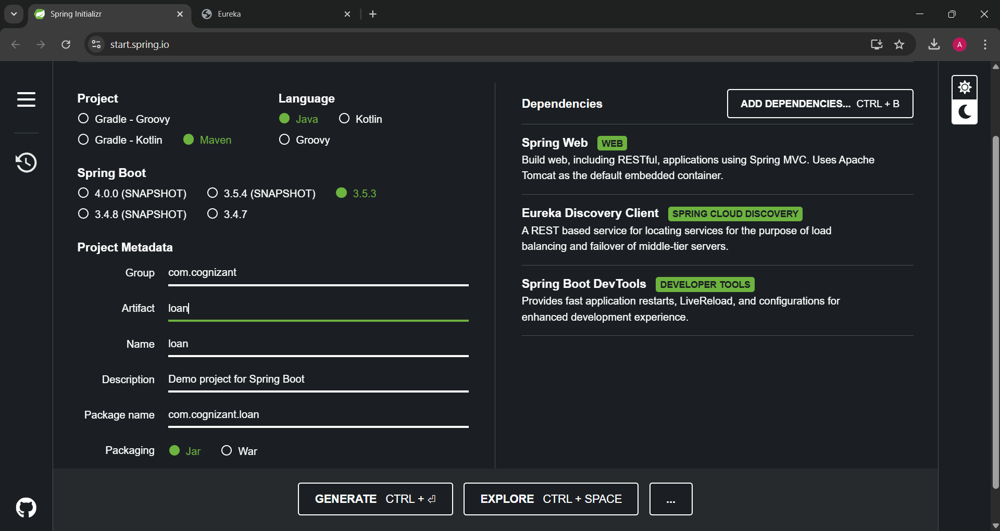 Spring Initializr
Eureka
start.spring.io
A
Project
Gradle - Groovy
Gradle - Kotlin
Maven
Language
Java
Kotlin
Groovy
Spring Boot
4.0.0 (SNAPSHOT)
3.5.4 (SNAPSHOT)
3.5.3
3.4.8 (SNAPSHOT)
3.4.7
Project Metadata
Group
com.cognizant
Artifact
loan
Name
loan
Description
Demo project for Spring Boot
Package name
com.cognizant.loan
Packaging
Jar
War
Dependencies
ADD DEPENDENCIES... CTRL + B
Spring Web WEB
Build web, including RESTful, applications using Spring MVC. Uses Apache
Tomcat as the default embedded container.
Eureka Discovery Client SPRING CLOUD DISCOVERY
A REST based service for locating services for the purpose of load
balancing and failover of middle-tier servers.
Spring Boot DevTools DEVELOPER TOOLS
Provides fast application restarts, LiveReload, and configurations for
enhanced development experience.
GENERATE CTRL + ⏎
EXPLORE CTRL + SPACE
...